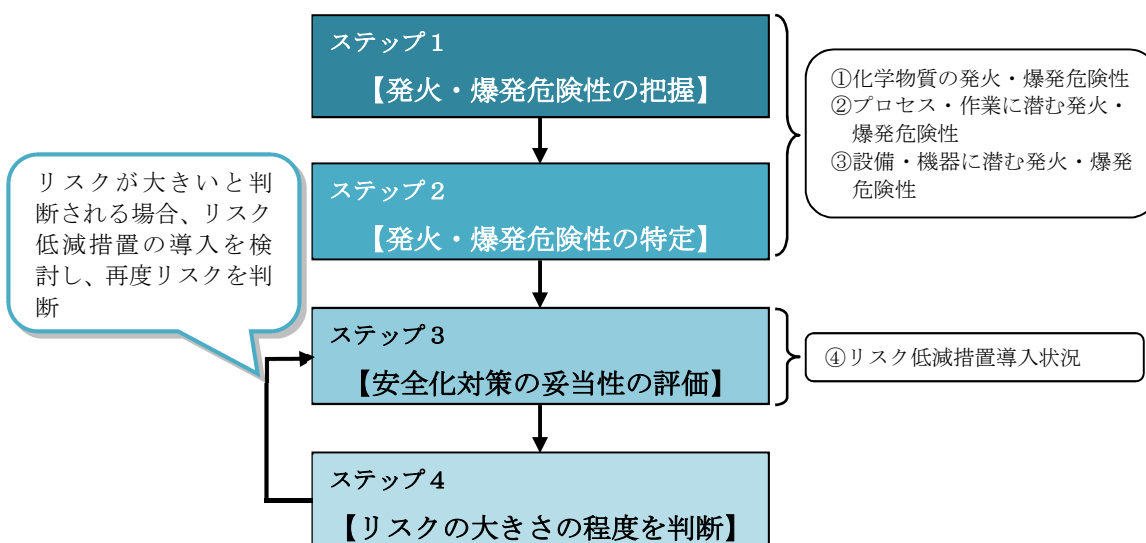 ステップ1
【発火・爆発危険性の把握】
①化学物質の発火・爆発危険性
②プロセス・作業に潜む発火・
爆発危険性
③設備・機器に潜む発火・爆発
危険性
ステップ2
【発火・爆発危険性の特定】
リスクが大きいと判
断される場合、リスク
低減措置の導入を検
討し、再度リスクを判
断
ステップ3
【安全化対策の妥当性の評価】
④リスク低減措置導入状況
ステップ4
【リスクの大きさの程度を判断】